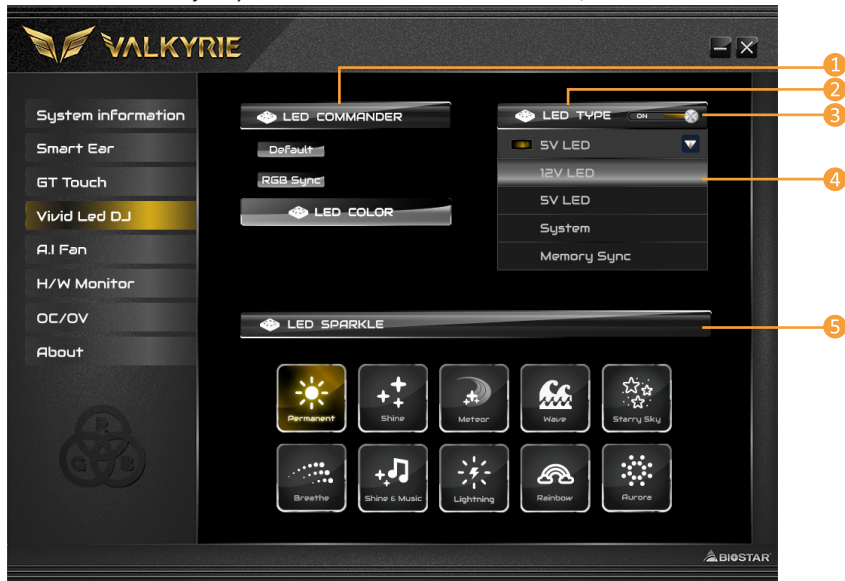 VALKYRIE
1
2
LED COMMANDER
LED TYPE ON
3
System information
Default
5V LED
Smart Ear
12V LED
4
GT Touch
RGB Sync
5V LED
Vivid Led DJ
LED COLOR
System
A.I Fan
Memory Sync
H/W Monitor
OC/OV
LED SPARKLE
5
About
Permanent
Shine
Meteor
Wave
Starry Sky
R
G B
Breathe
Shine & Music
Lightning
Rainbow
Aurora
BIOSTAR